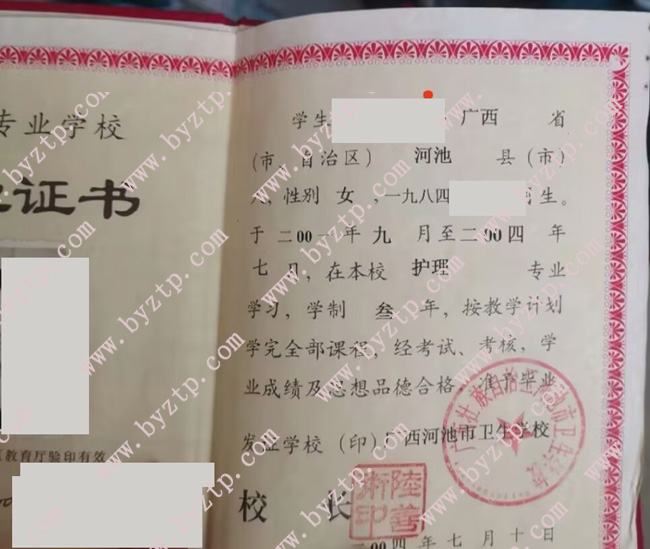 专业学校
证书
教育厅验印有效
学生 广西 省
(市 自治区) 河池 县(市)
人、性别 女 ,一九八四 生。
于 二00一年 九 月至 二00四 年
七 月,在本校 护理 专业
学习,学制 叁 年,按教学计划
学完全部课程,经考试、考核,学
业成绩及思想品德合格,准予毕业
发证学校(印)广西河池市卫生学校
校 长
陆善
印
二00四年七月十日
www.byztp.com